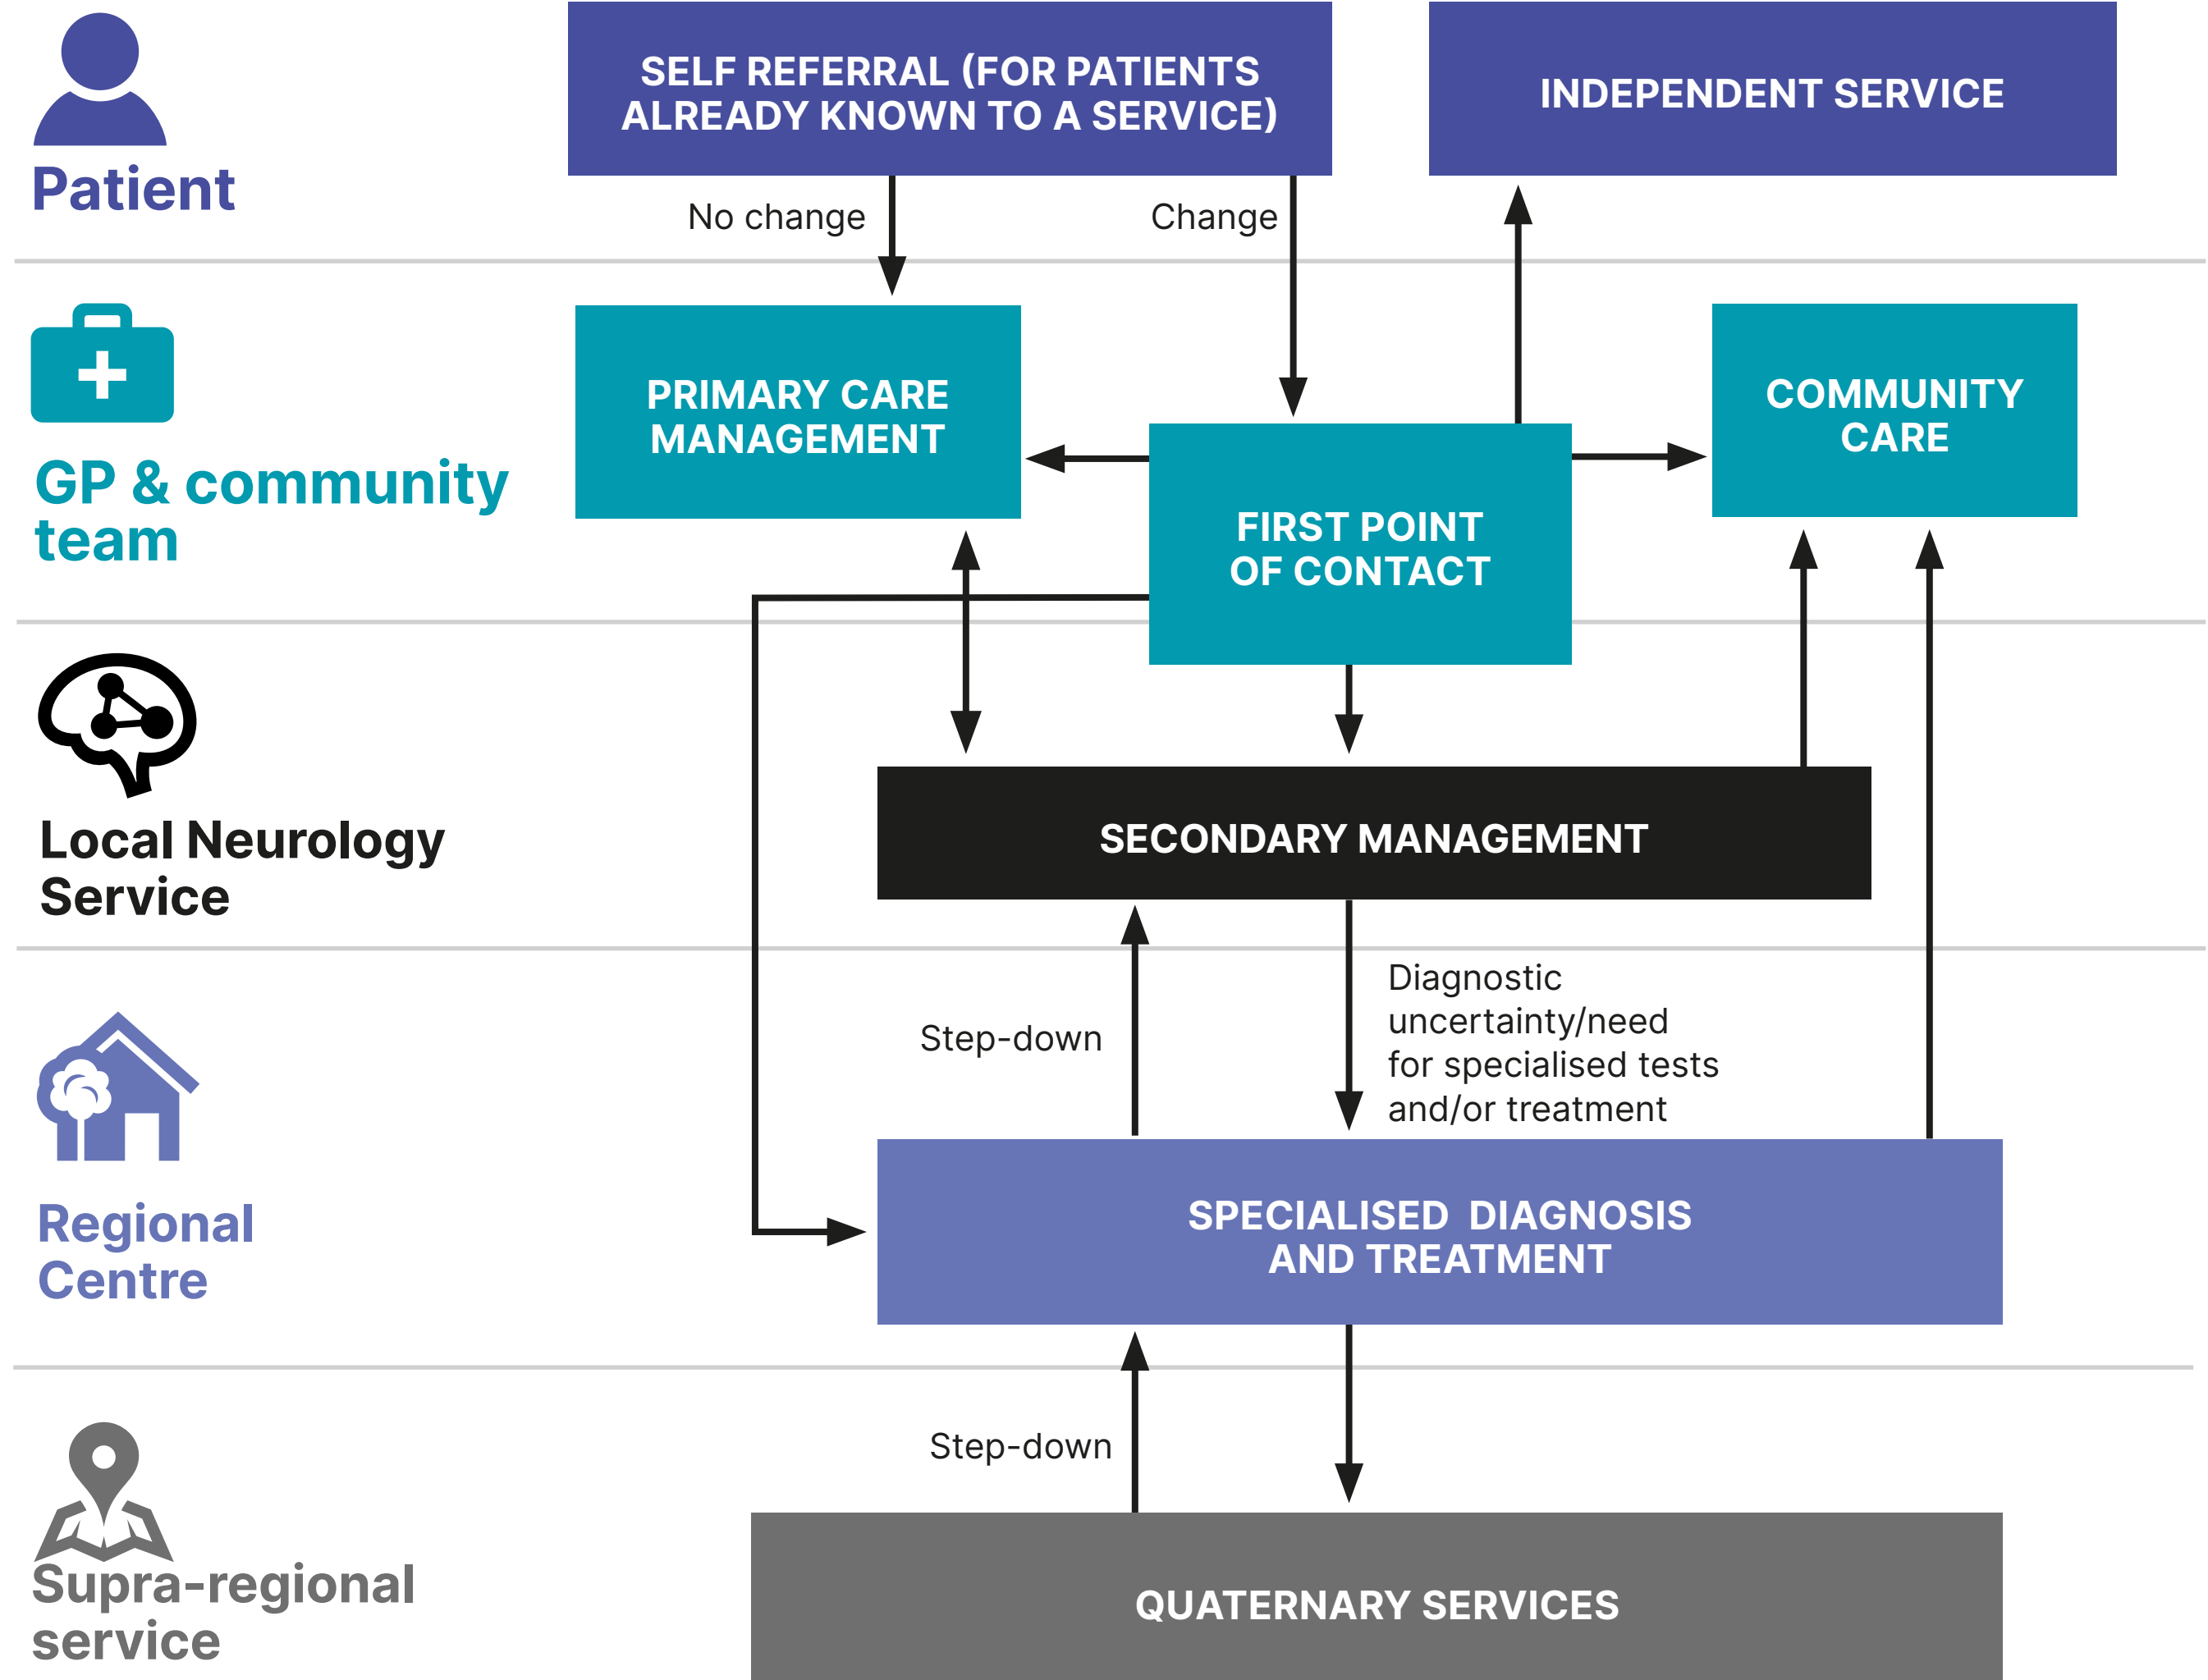 Patient
SELF REFERRAL (FOR PATIENTS
ALREADY KNOWN TO A SERVICE)
INDEPENDENT SERVICE
No change
Change
GP & community
team
PRIMARY CARE
MANAGEMENT
FIRST POINT
OF CONTACT
COMMUNITY
CARE
Local Neurology
Service
SECONDARY MANAGEMENT
Step-down
Diagnostic
uncertainty/need
for specialised tests
and/or treatment
Regional
Centre
SPECIALISED DIAGNOSIS
AND TREATMENT
Step-down
Supra-regional
service
QUATERNARY SERVICES